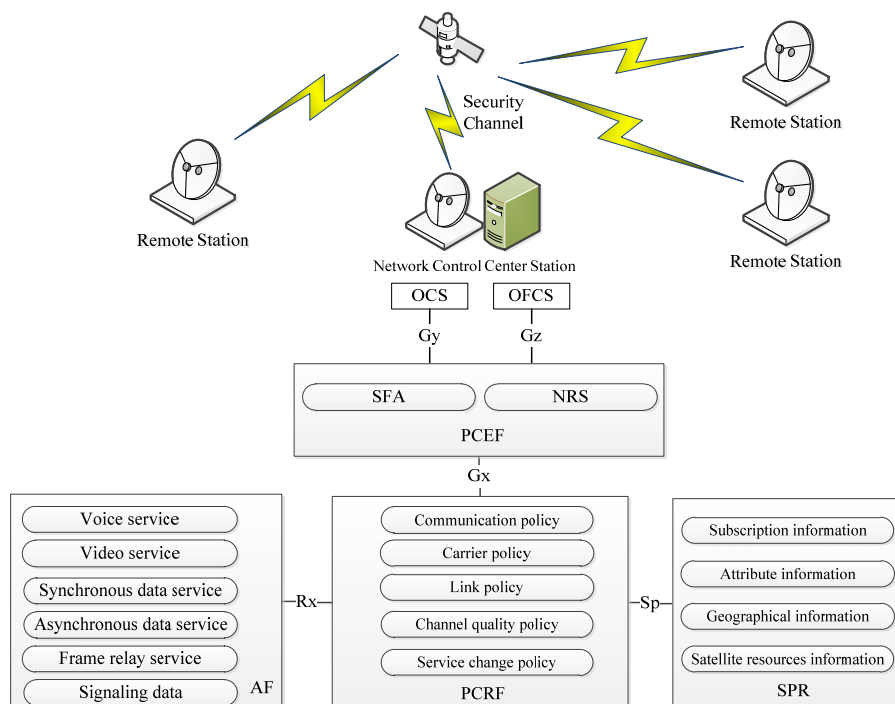 Security
Channel
Remote Station
Remote Station
Remote Station
Network Control Center Station
OCS
OFCS
Gy
Gz
SFA
NRS
PCEF
Gx
Voice service
Video service
Synchronous data service
Asynchronous data service
Frame relay service
Signaling data
AF
Rx
Communication policy
Carrier policy
Link policy
Channel quality policy
Service change policy
PCRF
Sp
Subscription information
Attribute information
Geographical information
Satellite resources information
SPR